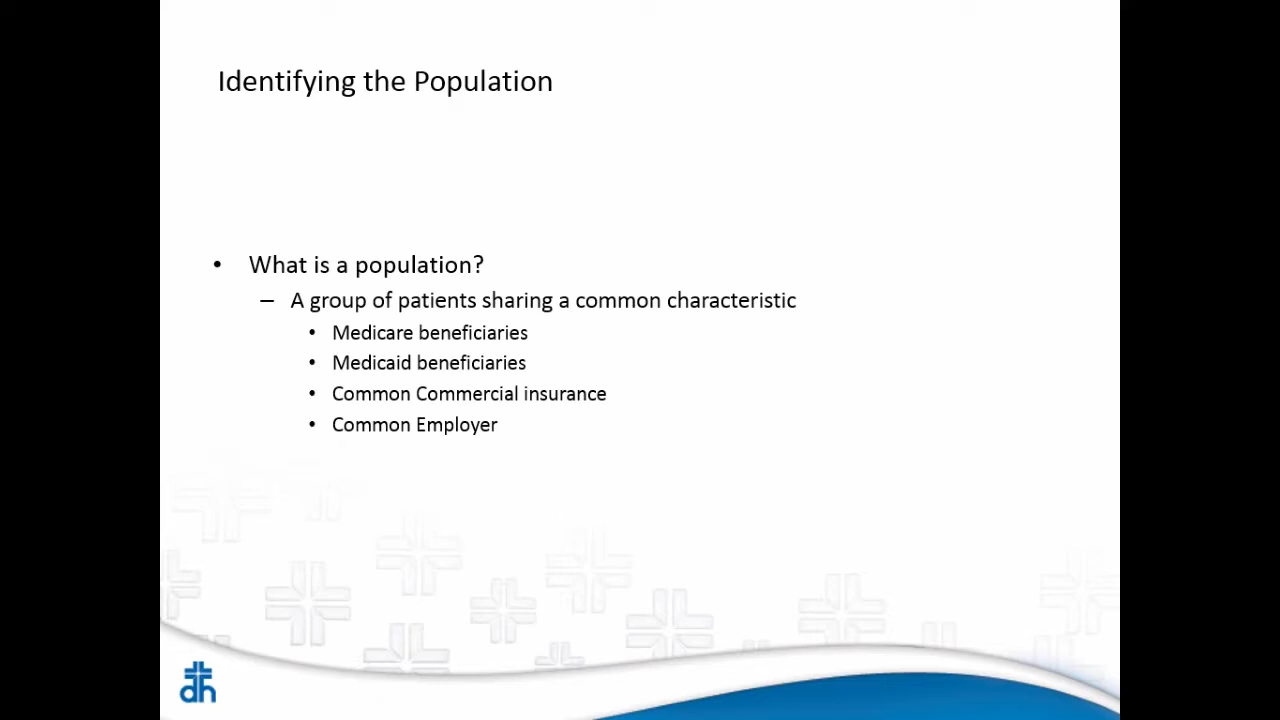 Identifying the Population
• What is a population?
– A group of patients sharing a common characteristic
• Medicare beneficiaries
• Medicaid beneficiaries
• Common Commercial insurance
• Common Employer
dh